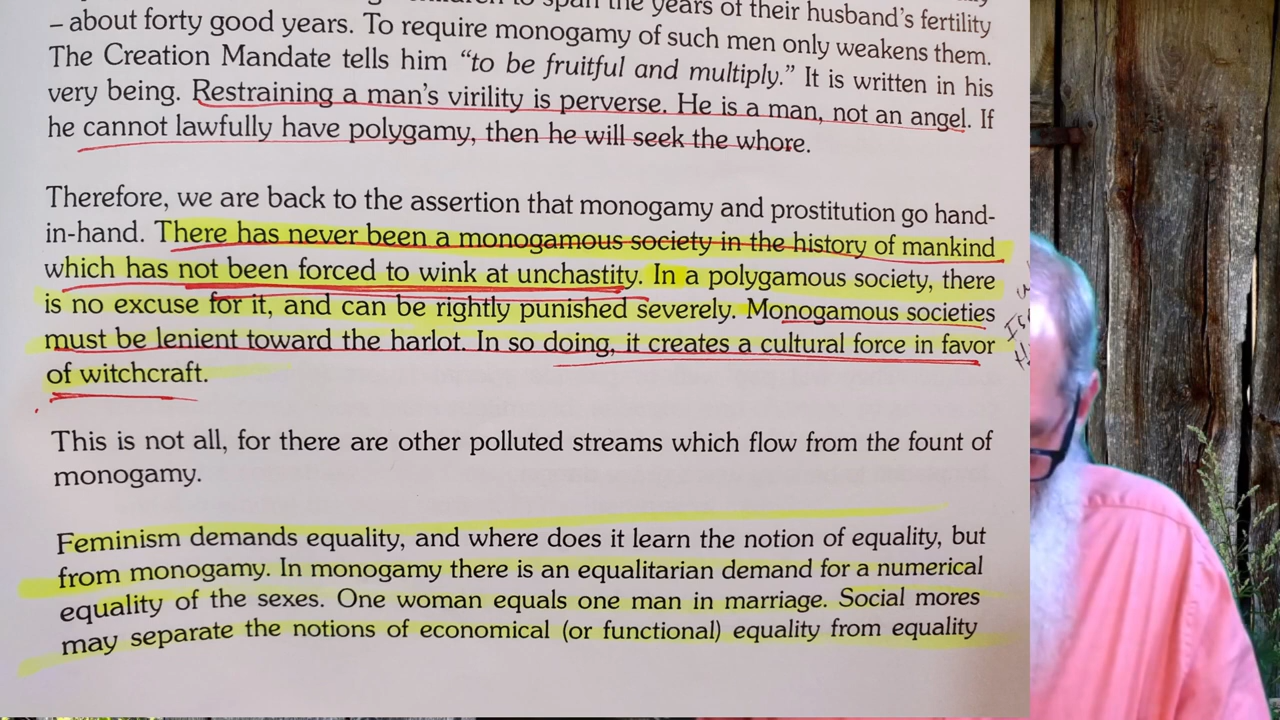 to span the years of their husband's fertility
– about forty good years. To require monogamy of such men only weakens them.
The Creation Mandate tells him “to be fruitful and multiply.” It is written in his
very being. Restraining a man's virility is perverse. He is a man, not an angel. If
he cannot lawfully have polygamy, then he will seek the whore.
Therefore, we are back to the assertion that monogamy and prostitution go hand-
in-hand. There has never been a monogamous society in the history of mankind
which has not been forced to wink at unchastity. In a polygamous society, there
is no excuse for it, and can be rightly punished severely. Monogamous societies
must be lenient toward the harlot. In so doing, it creates a cultural force in favor
of witchcraft.
This is not all, for there are other polluted streams which flow from the fount of
monogamy.
Feminism demands equality, and where does it learn the notion of equality, but
from monogamy. In monogamy there is an equalitarian demand for a numerical
equality of the sexes. One woman equals one man in marriage. Social mores
may separate the notions of economical (or functional) equality from equality